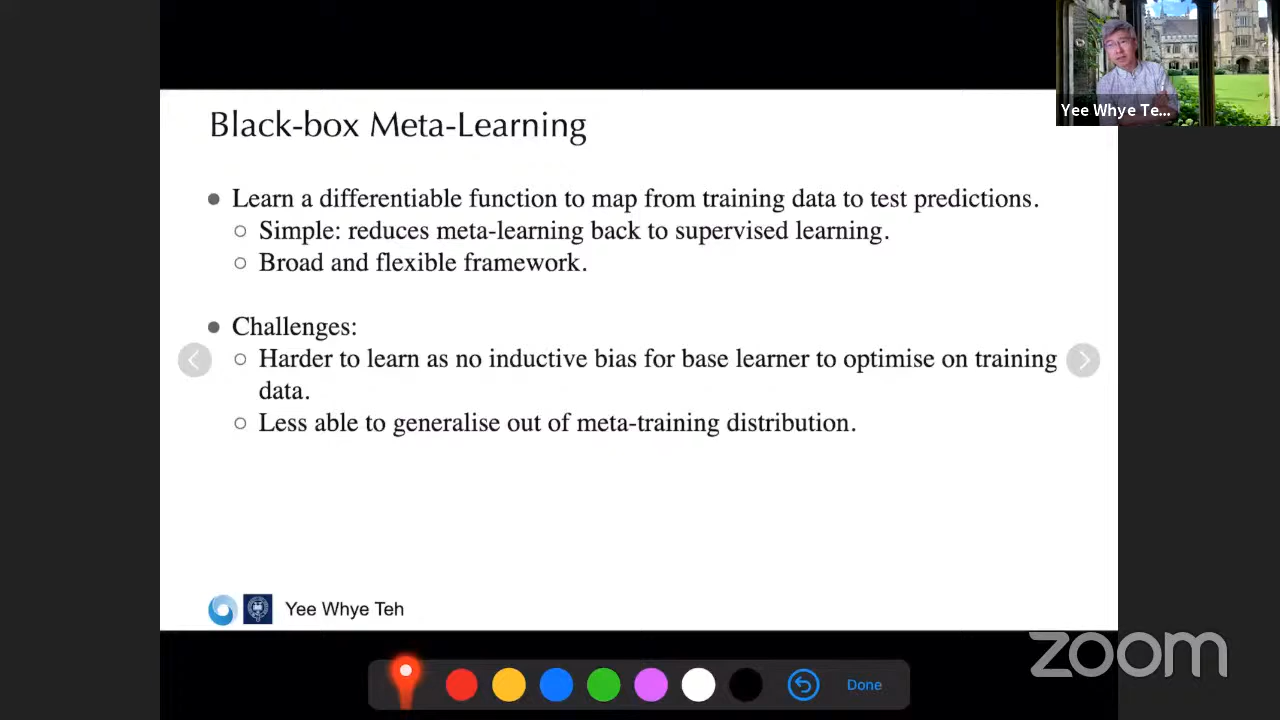 Yee Whye Te...
Black-box Meta-Learning
Learn a differentiable function to map from training data to test predictions.
Simple: reduces meta-learning back to supervised learning.
Broad and flexible framework.
Challenges:
Harder to learn as no inductive bias for base learner to optimise on training
data.
Less able to generalise out of meta-training distribution.
Yee Whye Teh
Done
zoom